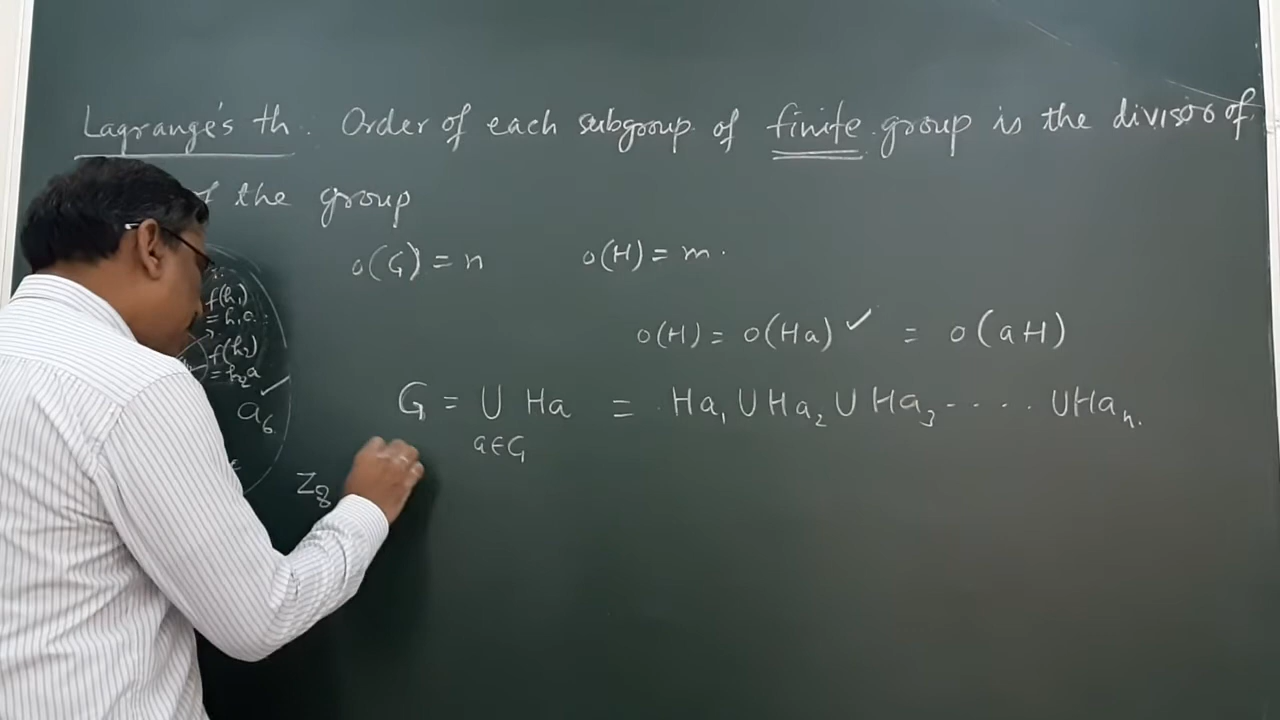 Lagrange's th. Order of each subgroup of finite group is the divisor of
of the group
o(G) = n o(H) = m.
f(h₁)
= h₁a
o(H) = o(Ha) ✓ = o(aH)
f(h₂)
= h₂a
a₆
G = U Ha = Ha₁ U Ha₂ U Ha₃ - . . . . U Haₙ.
a∈G
Z₈